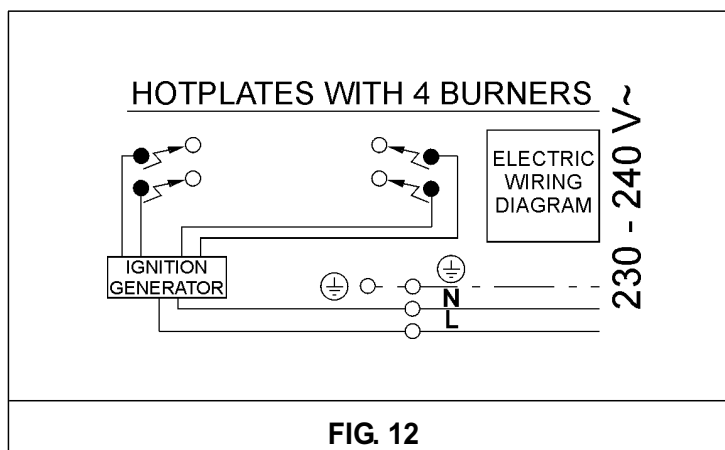 HOTPLATES WITH 4 BURNERS
ELECTRIC
WIRING
DIAGRAM
230 - 240 V~
IGNITION
GENERATOR
N
L
FIG. 12